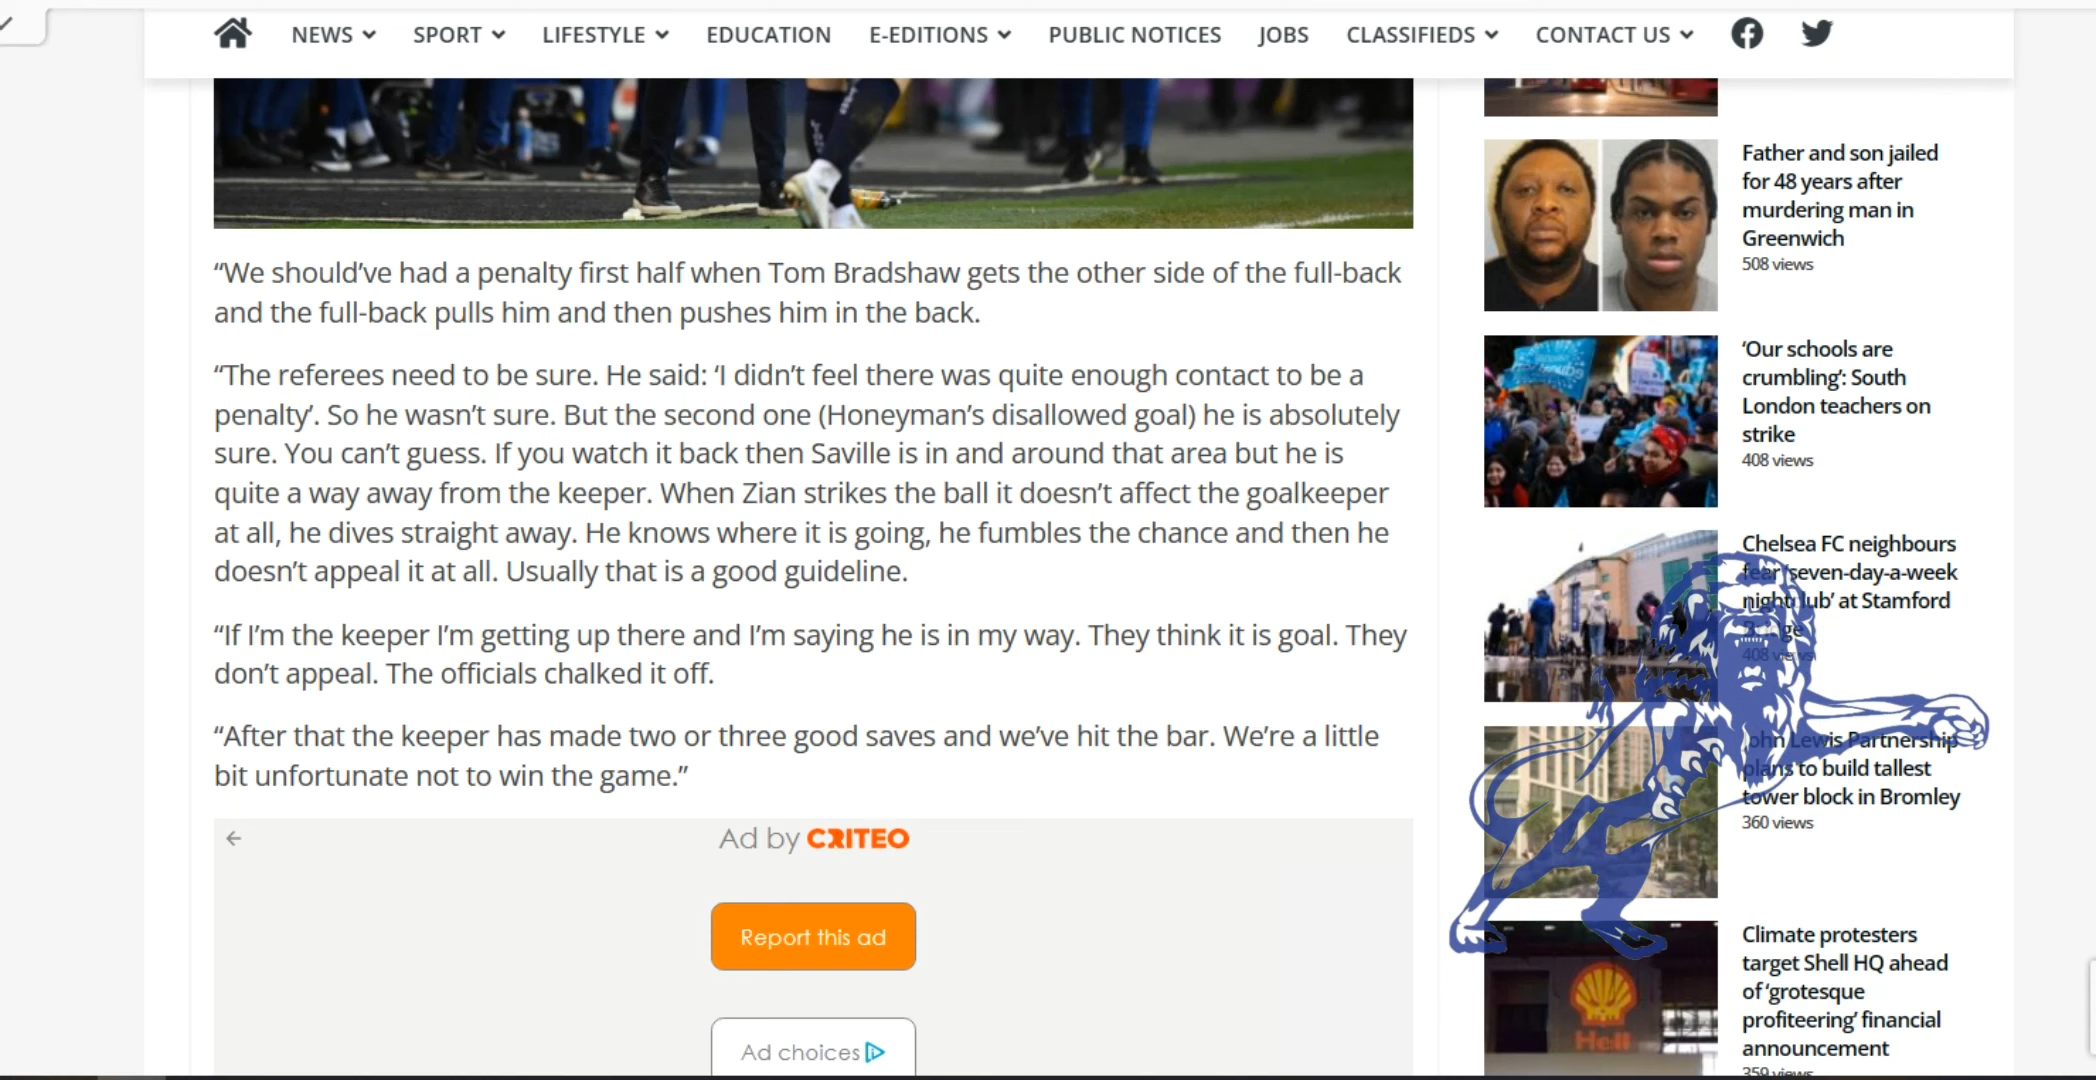 NEWS SPORT LIFESTYLE EDUCATION E-EDITIONS PUBLIC NOTICES JOBS CLASSIFIEDS CONTACT US
“We should’ve had a penalty first half when Tom Bradshaw gets the other side of the full-back
and the full-back pulls him and then pushes him in the back.
“The referees need to be sure. He said: ‘I didn’t feel there was quite enough contact to be a
penalty’. So he wasn’t sure. But the second one (Honeyman’s disallowed goal) he is absolutely
sure. You can’t guess. If you watch it back then Saville is in and around that area but he is
quite a way away from the keeper. When Zian strikes the ball it doesn’t affect the goalkeeper
at all, he dives straight away. He knows where it is going, he fumbles the chance and then he
doesn’t appeal it at all. Usually that is a good guideline.
“If I’m the keeper I’m getting up there and I’m saying he is in my way. They think it is goal. They
don’t appeal. The officials chalked it off.
“After that the keeper has made two or three good saves and we’ve hit the bar. We’re a little
bit unfortunate not to win the game.”
Ad by CRITEO
Report this ad
Ad choices
Father and son jailed
for 48 years after
murdering man in
Greenwich
508 views
‘Our schools are
crumbling’: South
London teachers on
strike
408 views
Chelsea FC neighbours
fear ‘seven-day-a-week
nightclub’ at Stamford
408 views
John Lewis Partnership
plans to build tallest
tower block in Bromley
360 views
Climate protesters
target Shell HQ ahead
of ‘grotesque
profiteering’ financial
announcement
359 views
Hell